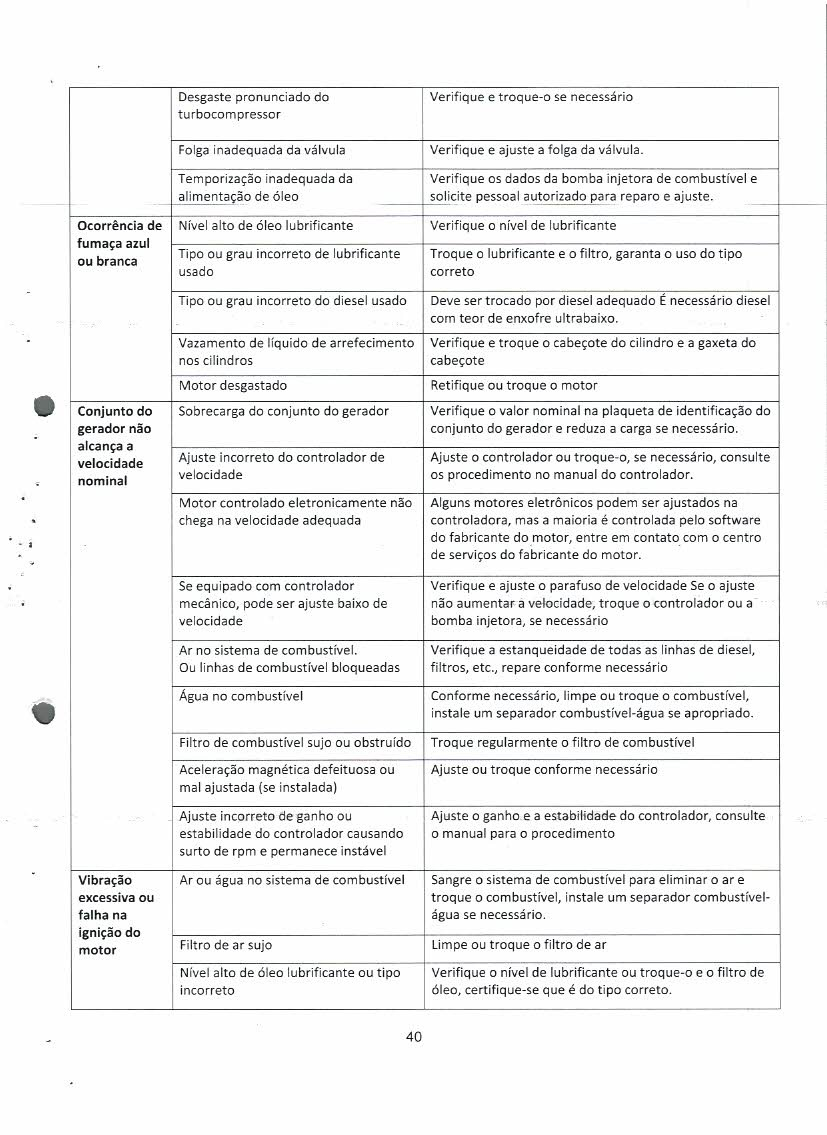 Desgaste pronunciado do
turbocompressor
Verifique e troque-o se necessário
Folga inadequada da válvula
Verifique e ajuste a folga da válvula.
Temporização inadequada da
alimentação de óleo
Verifique os dados da bomba injetora de combustível e
solicite pessoal autorizado para reparo e ajuste.
Ocorrência de
fumaça azul
ou branca
Nível alto de óleo lubrificante
Verifique o nível de lubrificante
Tipo ou grau incorreto de lubrificante
usado
Troque o lubrificante e o filtro, garanta o uso do tipo
correto
Tipo ou grau incorreto do diesel usado
Deve ser trocado por diesel adequado É necessário diesel
com teor de enxofre ultrabaixo.
Vazamento de líquido de arrefecimento
nos cilindros
Verifique e troque o cabeçote do cilindro e a gaxeta do
cabeçote
Motor desgastado
Retifique ou troque o motor
Conjunto do
gerador não
alcança a
velocidade
nominal
Sobrecarga do conjunto do gerador
Verifique o valor nominal na plaqueta de identificação do
conjunto do gerador e reduza a carga se necessário.
Ajuste incorreto do controlador de
velocidade
Ajuste o controlador ou troque-o, se necessário, consulte
os procedimento no manual do controlador.
Motor controlado eletronicamente não
chega na velocidade adequada
Alguns motores eletrônicos podem ser ajustados na
controladora, mas a maioria é controlada pelo software
do fabricante do motor, entre em contato com o centro
de serviços do fabricante do motor.
Se equipado com controlador
mecânico, pode ser ajuste baixo de
velocidade
Verifique e ajuste o parafuso de velocidade Se o ajuste
não aumentar a velocidade, troque o controlador ou a
bomba injetora, se necessário
Ar no sistema de combustível.
Ou linhas de combustível bloqueadas
Verifique a estanqueidade de todas as linhas de diesel,
filtros, etc., repare conforme necessário
Água no combustível
Conforme necessário, limpe ou troque o combustível,
instale um separador combustível-água se apropriado.
Filtro de combustível sujo ou obstruído
Troque regularmente o filtro de combustível
Aceleração magnética defeituosa ou
mal ajustada (se instalada)
Ajuste ou troque conforme necessário
Ajuste incorreto de ganho ou
estabilidade do controlador causando
surto de rpm e permanece instável
Ajuste o ganho e a estabilidade do controlador, consulte
o manual para o procedimento
Vibração
excessiva ou
falha na
ignição do
motor
Ar ou água no sistema de combustível
Sangre o sistema de combustível para eliminar o ar e
troque o combustível, instale um separador combustível-
água se necessário.
Filtro de ar sujo
Limpe ou troque o filtro de ar
Nível alto de óleo lubrificante ou tipo
incorreto
Verifique o nível de lubrificante ou troque-o e o filtro de
óleo, certifique-se que é do tipo correto.
40